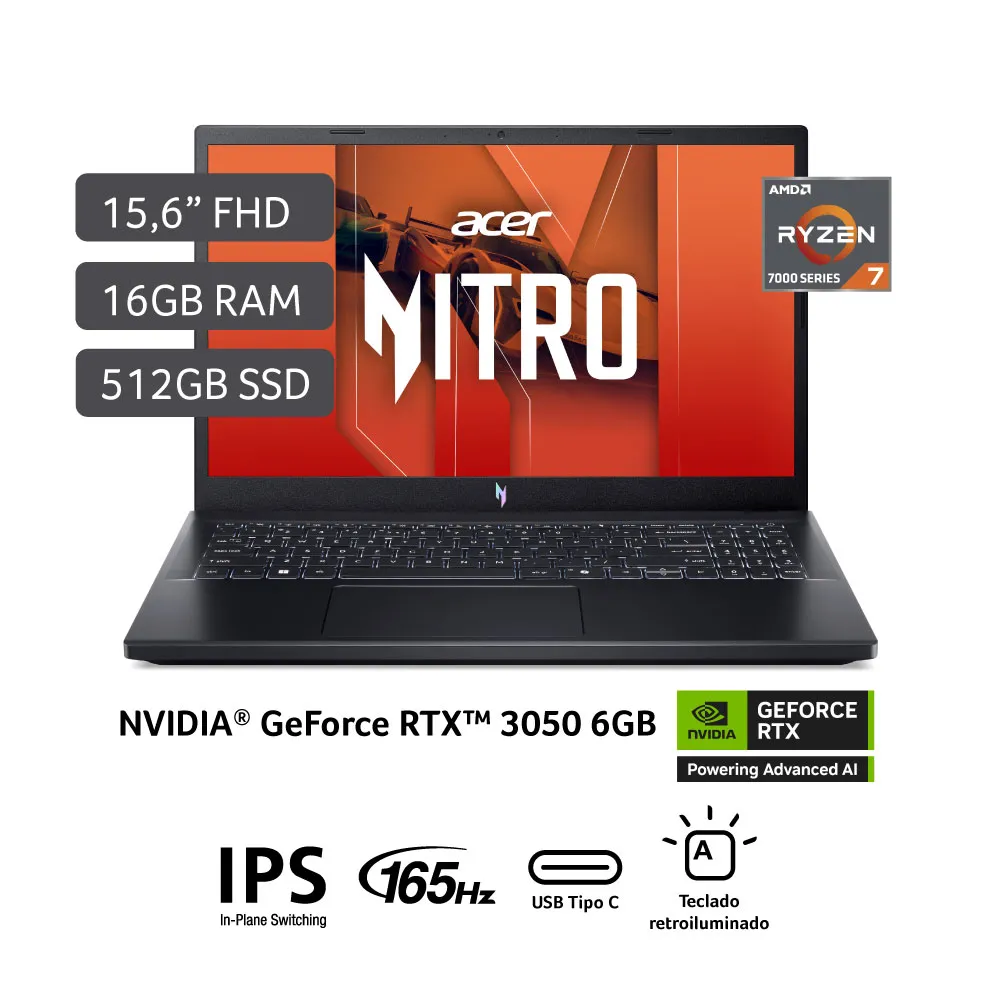 15,6” FHD
16GB RAM
512GB SSD
acer
NITRO
AMD
RYZEN
7000 SERIES 7
NVIDIA® GeForce RTX™ 3050 6GB
NVIDIA
GEFORCE
RTX
Powering Advanced AI
IPS
In-Plane Switching
165Hz
USB Tipo C
A
Teclado
retroiluminado